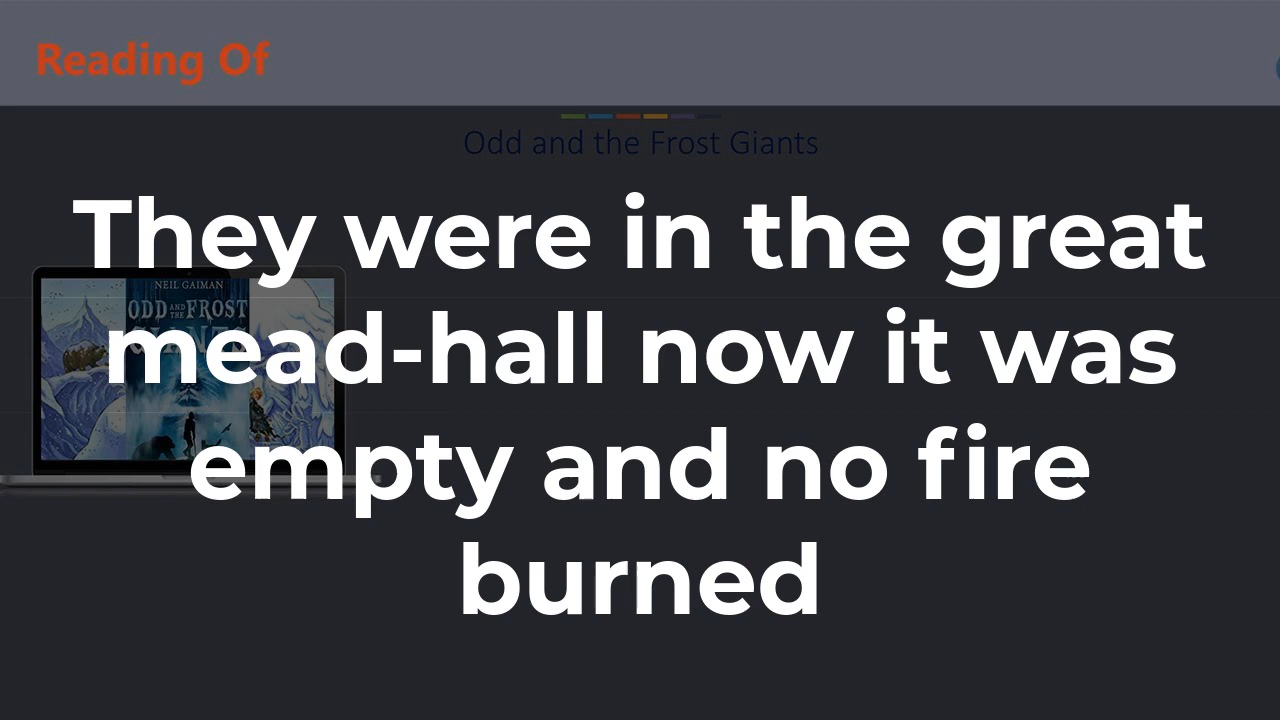 Reading Of
Odd and the Frost Giants
They were in the great
mead-hall now it was
empty and no fire
burned
NEIL GAIMAN
ODD AND THE FROST
GIANTS